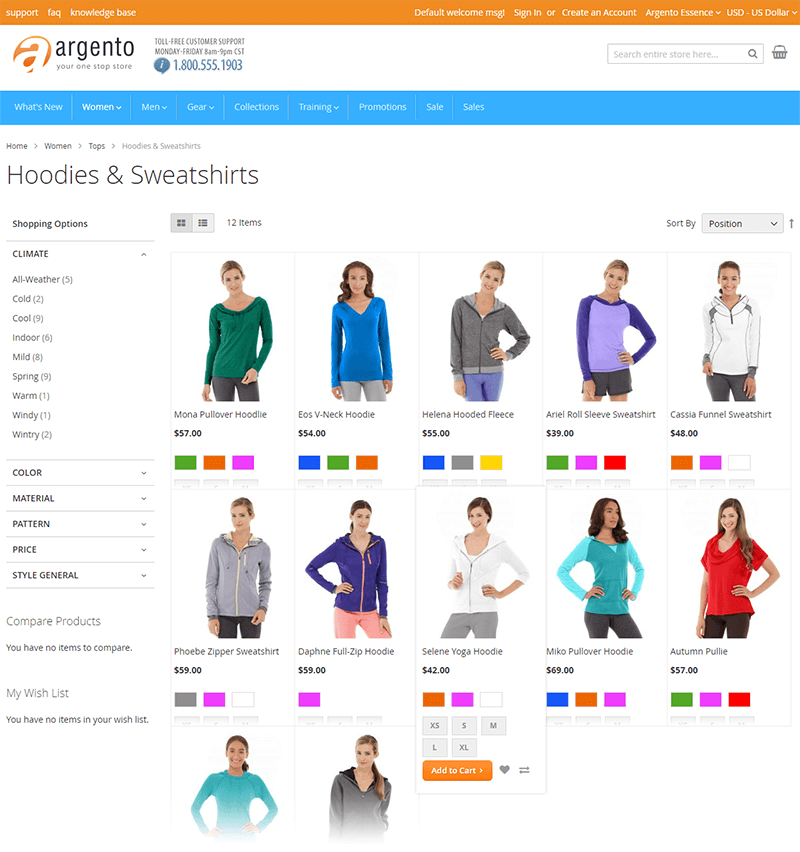 support faq knowledge base
Default welcome msg! Sign In or Create an Account Argento Essence USD - US Dollar
argento
your one stop store
TOLL-FREE CUSTOMER SUPPORT
MONDAY-FRIDAY 8am-9pm CST
1.800.555.1903
Search entire store here...
What's New Women Men Gear Collections Training Promotions Sale Sales
Home > Women > Tops > Hoodies & Sweatshirts
Hoodies & Sweatshirts
Shopping Options
12 Items
Sort By Position
CLIMATE
All-Weather (5)
Cold (2)
Cool (9)
Indoor (6)
Mild (8)
Spring (9)
Warm (1)
Windy (1)
Wintry (2)
COLOR
MATERIAL
PATTERN
PRICE
STYLE GENERAL
Compare Products
You have no items to compare.
My Wish List
You have no items in your wish list.
Mona Pullover Hoodlie
$57.00
Eos V-Neck Hoodie
$54.00
Helena Hooded Fleece
$55.00
Ariel Roll Sleeve Sweatshirt
$39.00
Cassia Funnel Sweatshirt
$48.00
Phoebe Zipper Sweatshirt
$59.00
Daphne Full-Zip Hoodie
$59.00
Selene Yoga Hoodie
$42.00
XS S M
L XL
Add to Cart >
Miko Pullover Hoodie
$69.00
Autumn Pullie
$57.00